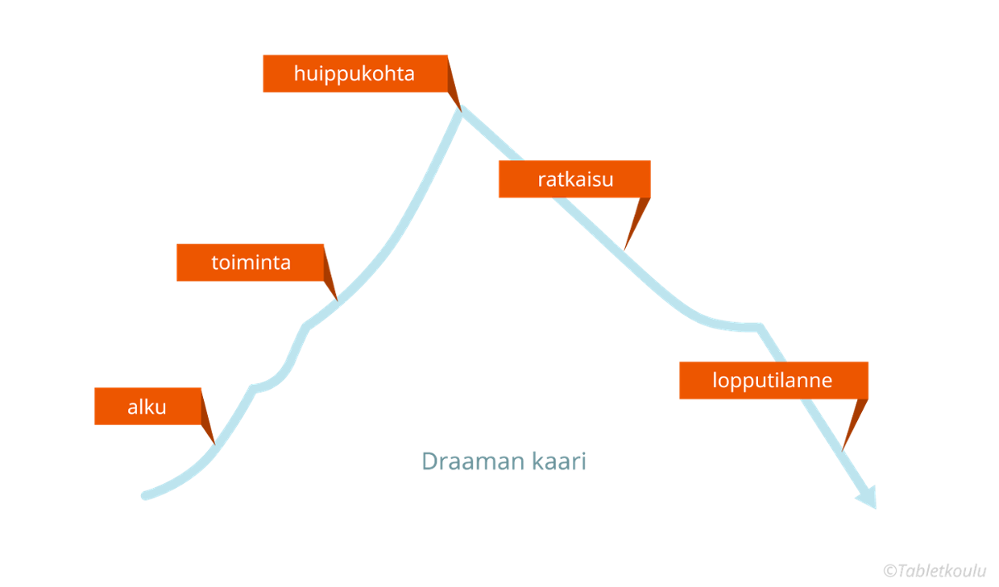 huippukohta
ratkaisu
toiminta
lopputilanne
alku
Draaman kaari
©Tabletkoulu